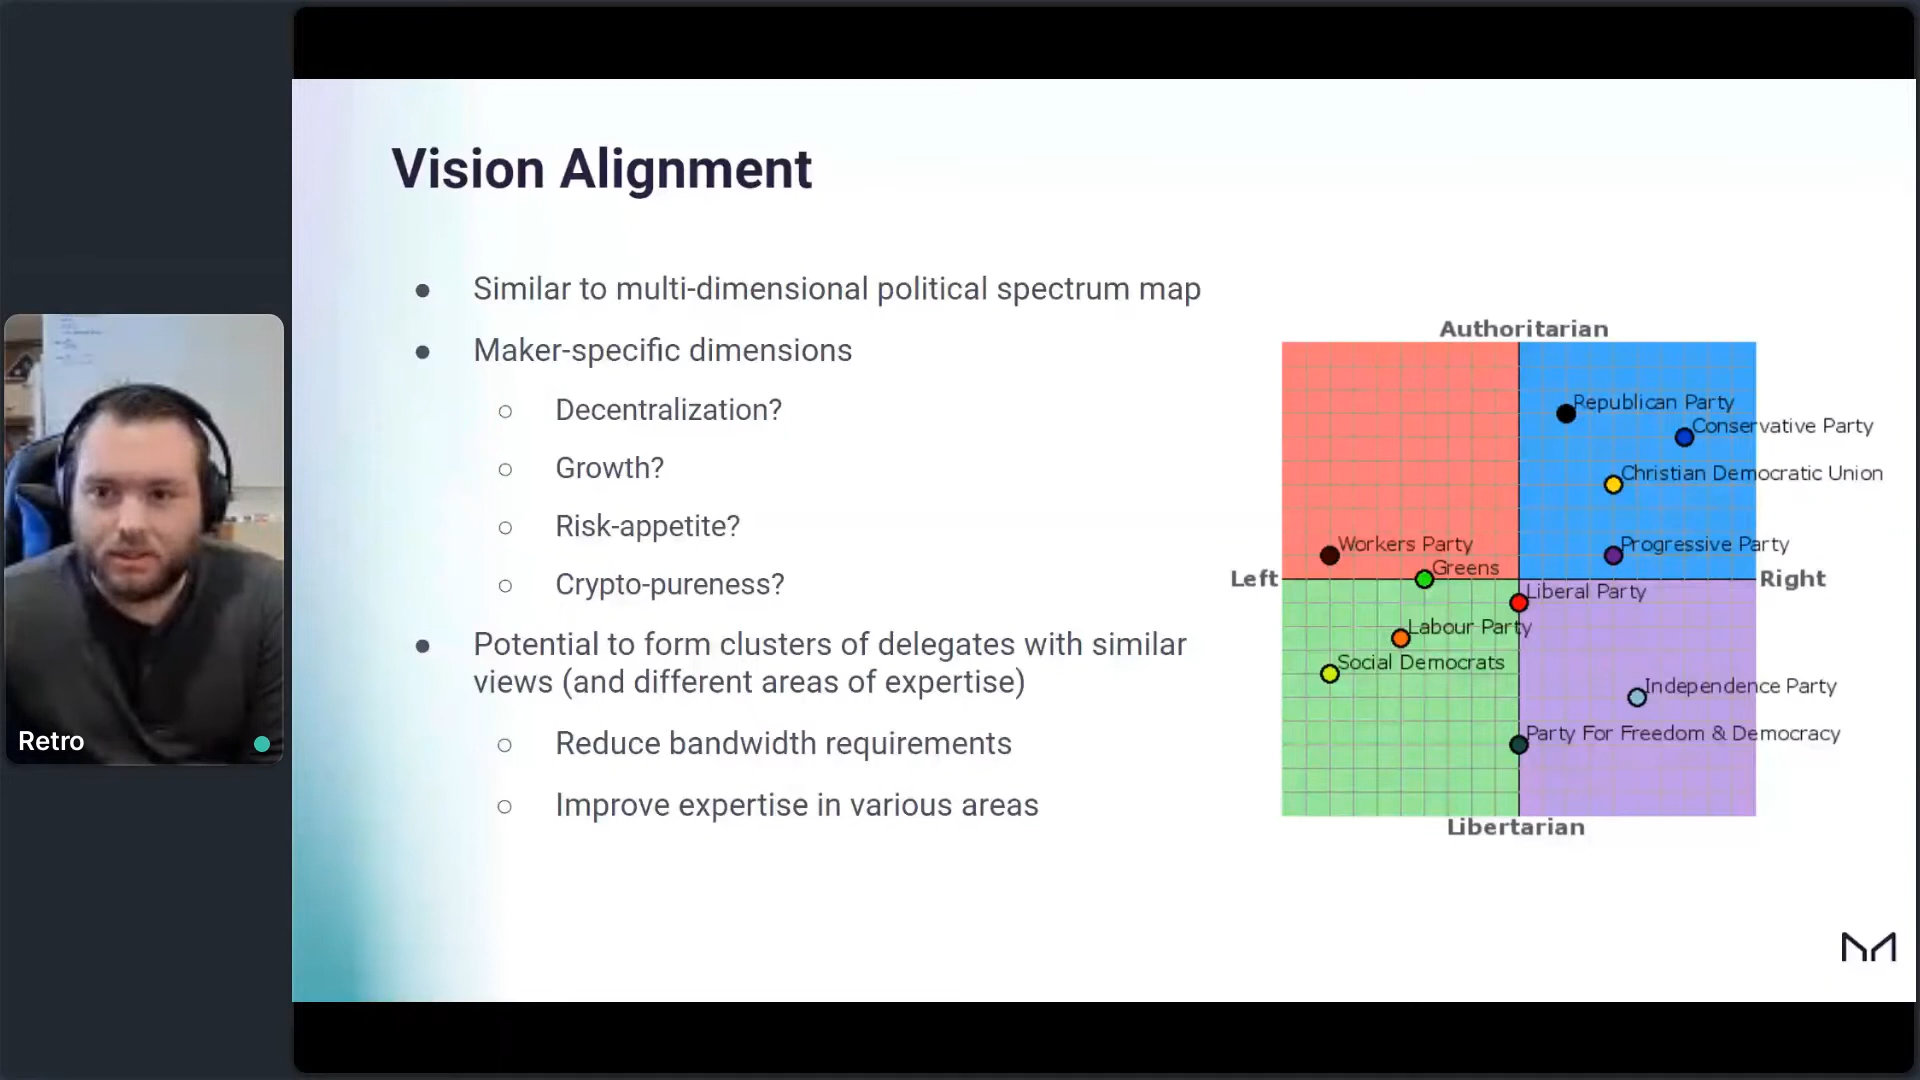 Vision Alignment
● Similar to multi-dimensional political spectrum map
● Maker-specific dimensions
○ Decentralization?
○ Growth?
○ Risk-appetite?
○ Crypto-pureness?
● Potential to form clusters of delegates with similar
views (and different areas of expertise)
○ Reduce bandwidth requirements
○ Improve expertise in various areas
Authoritarian
Republican Party
Conservative Party
Christian Democratic Union
Workers Party
Progressive Party
Greens
Left
Right
Liberal Party
Labour Party
Social Democrats
Independence Party
Party For Freedom & Democracy
Libertarian
Retro